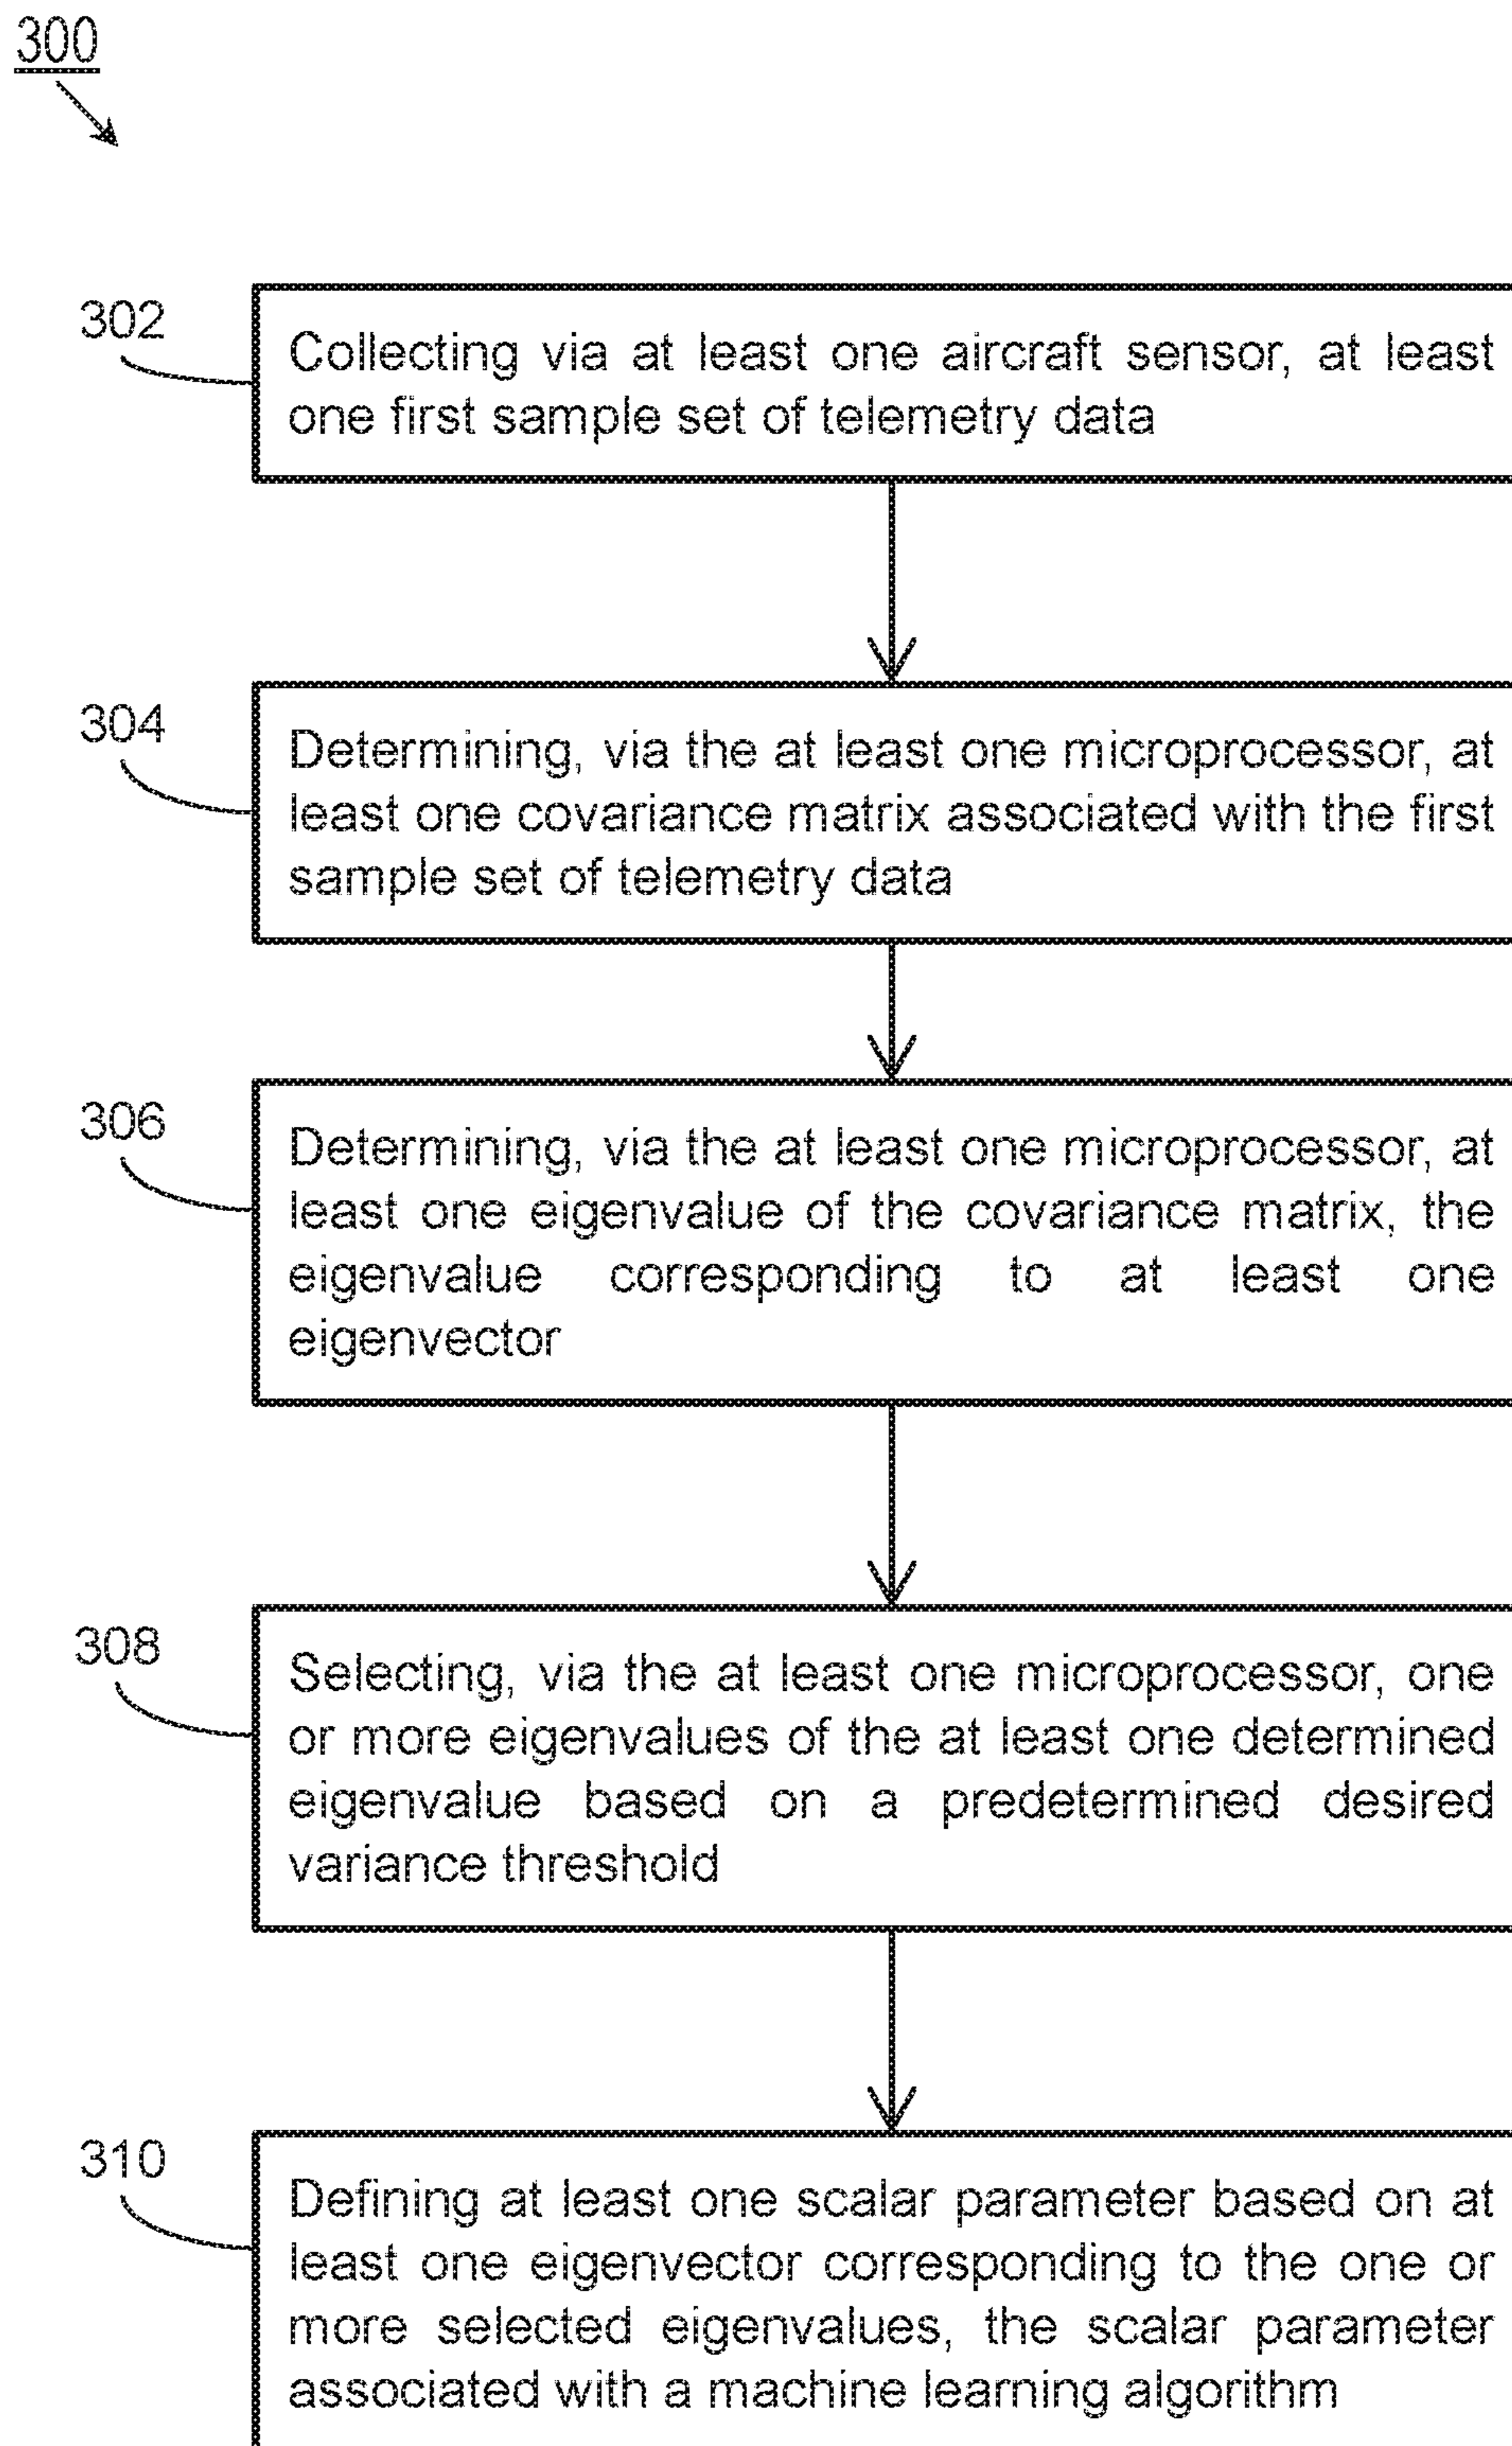 300
302
Collecting via at least one aircraft sensor, at least
one first sample set of telemetry data
304
Determining, via the at least one microprocessor, at
least one covariance matrix associated with the first
sample set of telemetry data
306
Determining, via the at least one microprocessor, at
least one eigenvalue of the covariance matrix, the
eigenvalue corresponding to at least one
eigenvector
308
Selecting, via the at least one microprocessor, one
or more eigenvalues of the at least one determined
eigenvalue based on a predetermined desired
variance threshold
310
Defining at least one scalar parameter based on at
least one eigenvector corresponding to the one or
more selected eigenvalues, the scalar parameter
associated with a machine learning algorithm